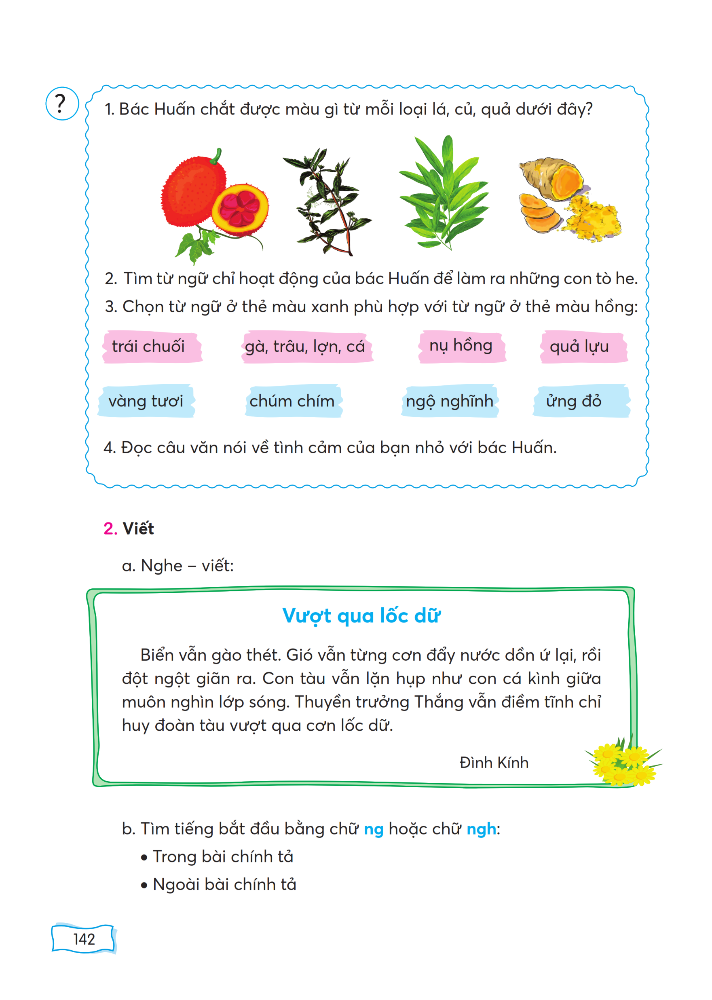 ?
1. Bác Huấn chắt được màu gì từ mỗi loại lá, củ, quả dưới đây?
2. Tìm từ ngữ chỉ hoạt động của bác Huấn để làm ra những con tò he.
3. Chọn từ ngữ ở thẻ màu xanh phù hợp với từ ngữ ở thẻ màu hồng:
trái chuối gà, trâu, lợn, cá nụ hồng quả lựu
vàng tươi chúm chím ngộ nghĩnh ửng đỏ
4. Đọc câu văn nói về tình cảm của bạn nhỏ với bác Huấn.
2. Viết
a. Nghe – viết:
Vượt qua lốc dữ
Biển vẫn gào thét. Gió vẫn từng cơn đẩy nước dồn ứ lại, rồi
đột ngột giãn ra. Con tàu vẫn lặn hụp như con cá kình giữa
muôn nghìn lớp sóng. Thuyền trưởng Thắng vẫn điềm tĩnh chỉ
huy đoàn tàu vượt qua cơn lốc dữ.
Đình Kính
b. Tìm tiếng bắt đầu bằng chữ ng hoặc chữ ngh:
• Trong bài chính tả
• Ngoài bài chính tả
142